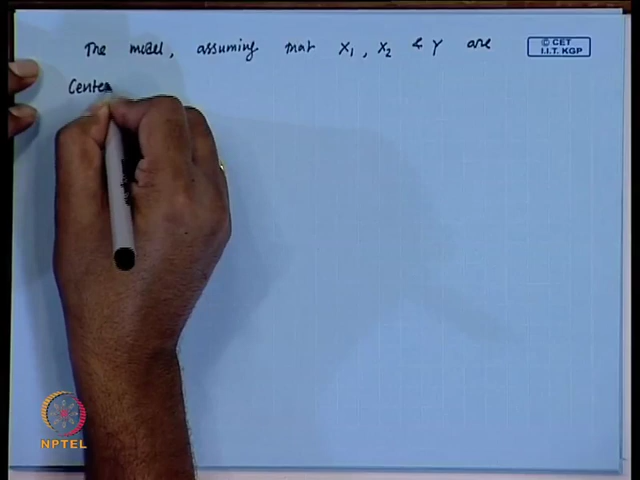 The model, assuming that X1, X2 & Y are
Cente
© CET
I.I.T. KGP
NPTEL